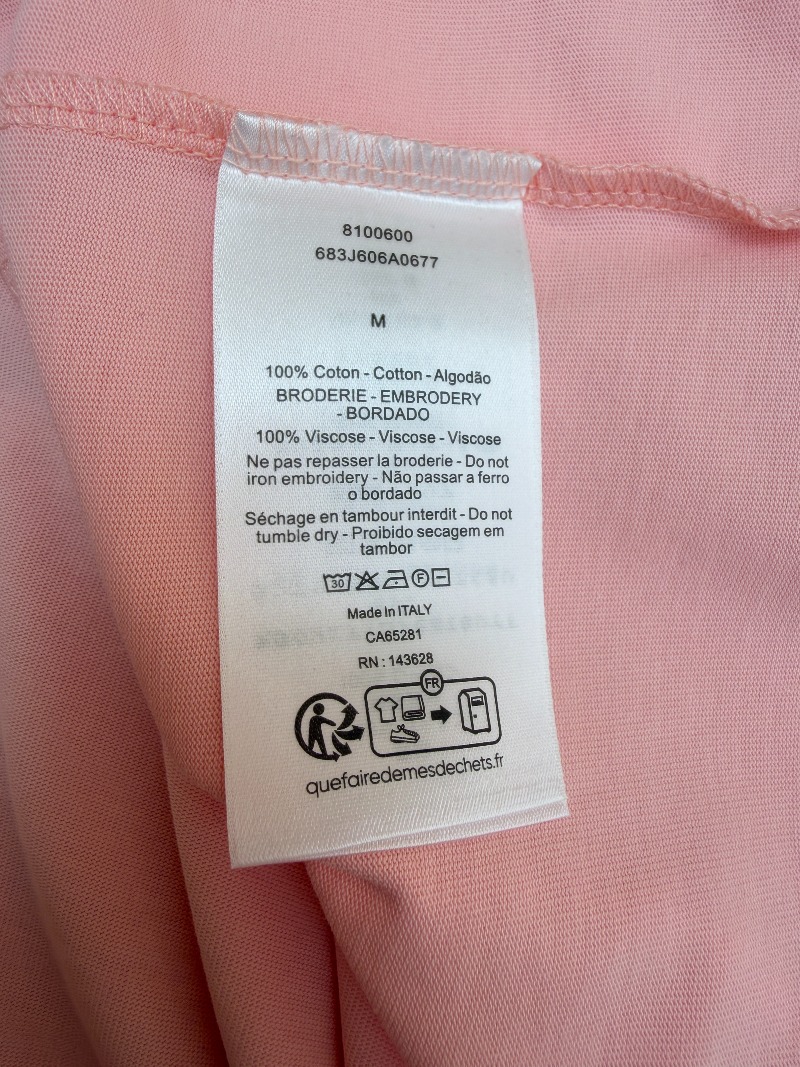 8100600
683J606A0677
M
100% Coton - Cotton - Algodão
BRODERIE - EMBRODERY
- BORDADO
100% Viscose - Viscose - Viscose
Ne pas repasser la broderie - Do not
iron embroidery - Não passar a ferro
o bordado
Séchage en tambour interdit - Do not
tumble dry - Proibido secagem em
tambor
30 F
Made in ITALY
CA65281
RN : 143628
FR
quefairedemesdechets.fr